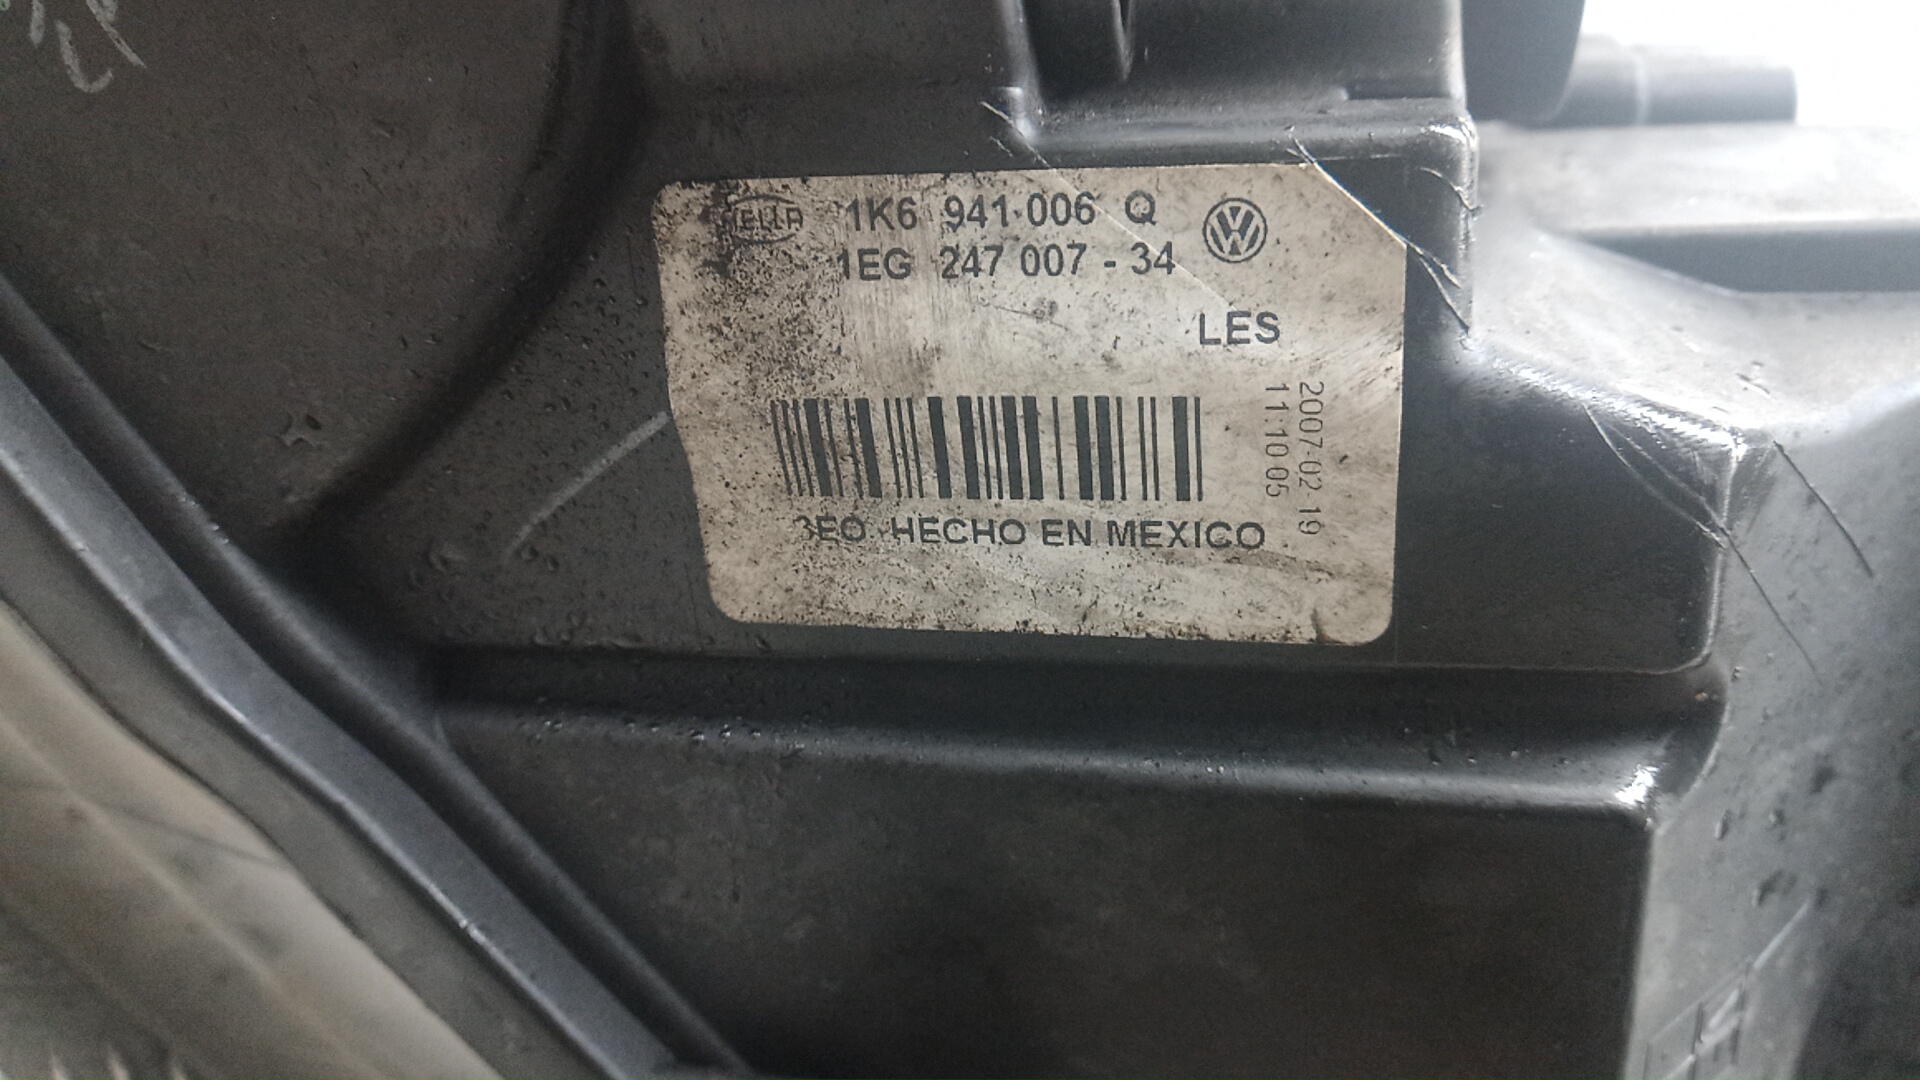 HELLA 1K6 941 006 Q
1EG 247 007 - 34
LES
2007-02-19
11:10:05
HECHO EN MEXICO